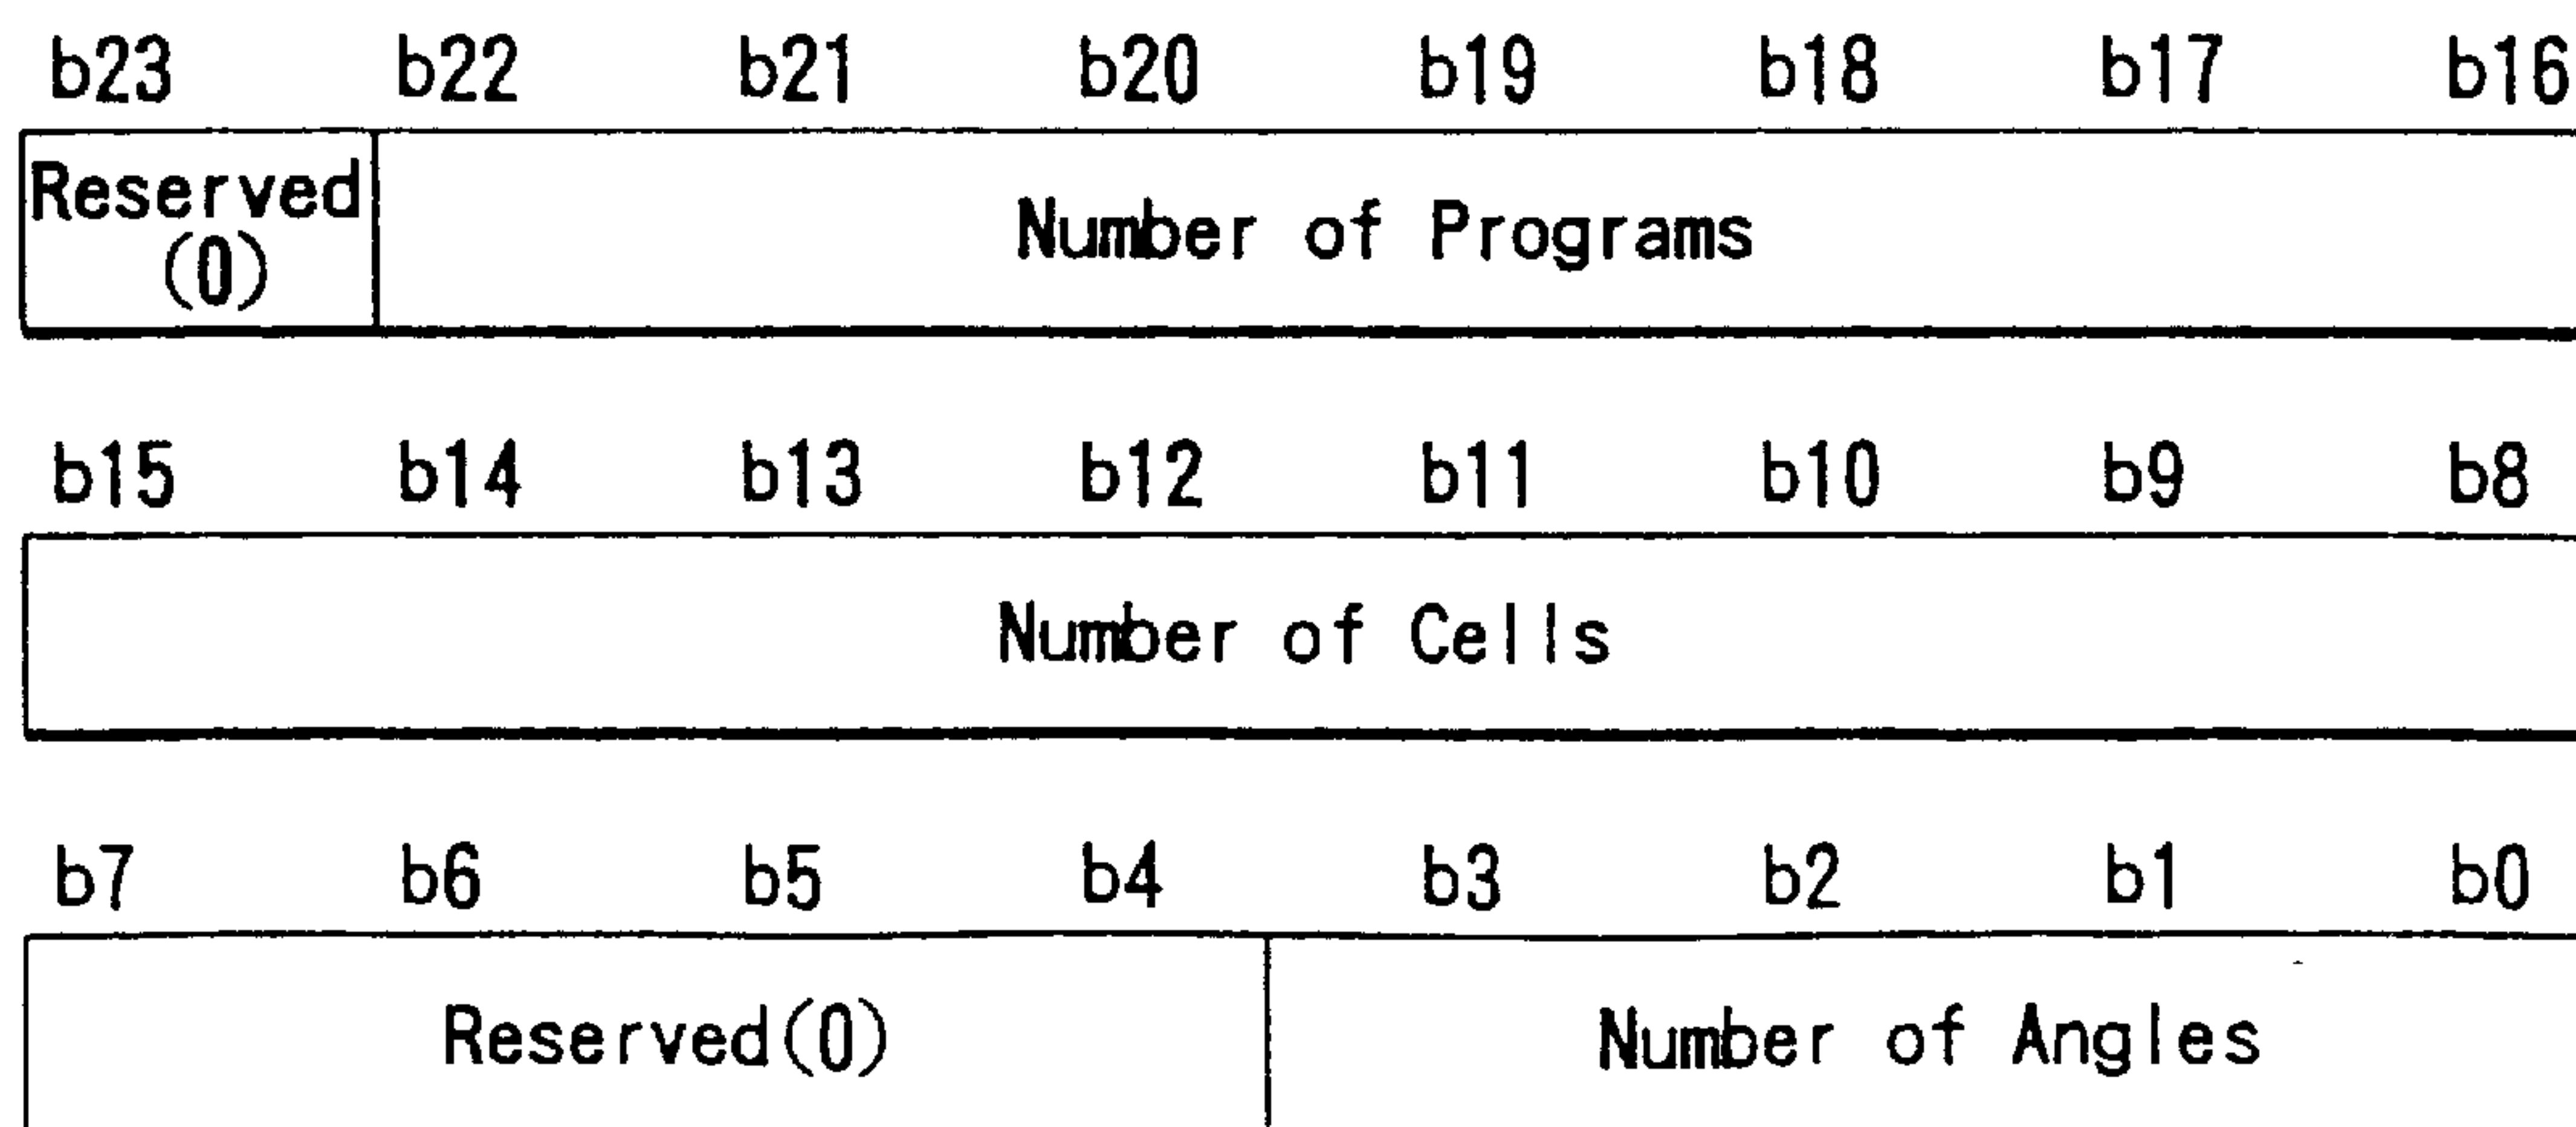 b23 b22 b21 b20 b19 b18 b17 b16
Reserved
(0)
Number of Programs
b15 b14 b13 b12 b11 b10 b9 b8
Number of Cells
b7 b6 b5 b4 b3 b2 b1 b0
Reserved(0) Number of Angles